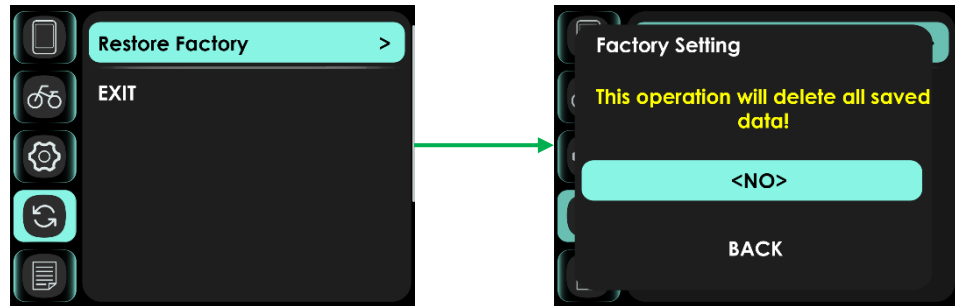 Restore Factory >
EXIT
Factory Setting
This operation will delete all saved
data!
<NO>
BACK